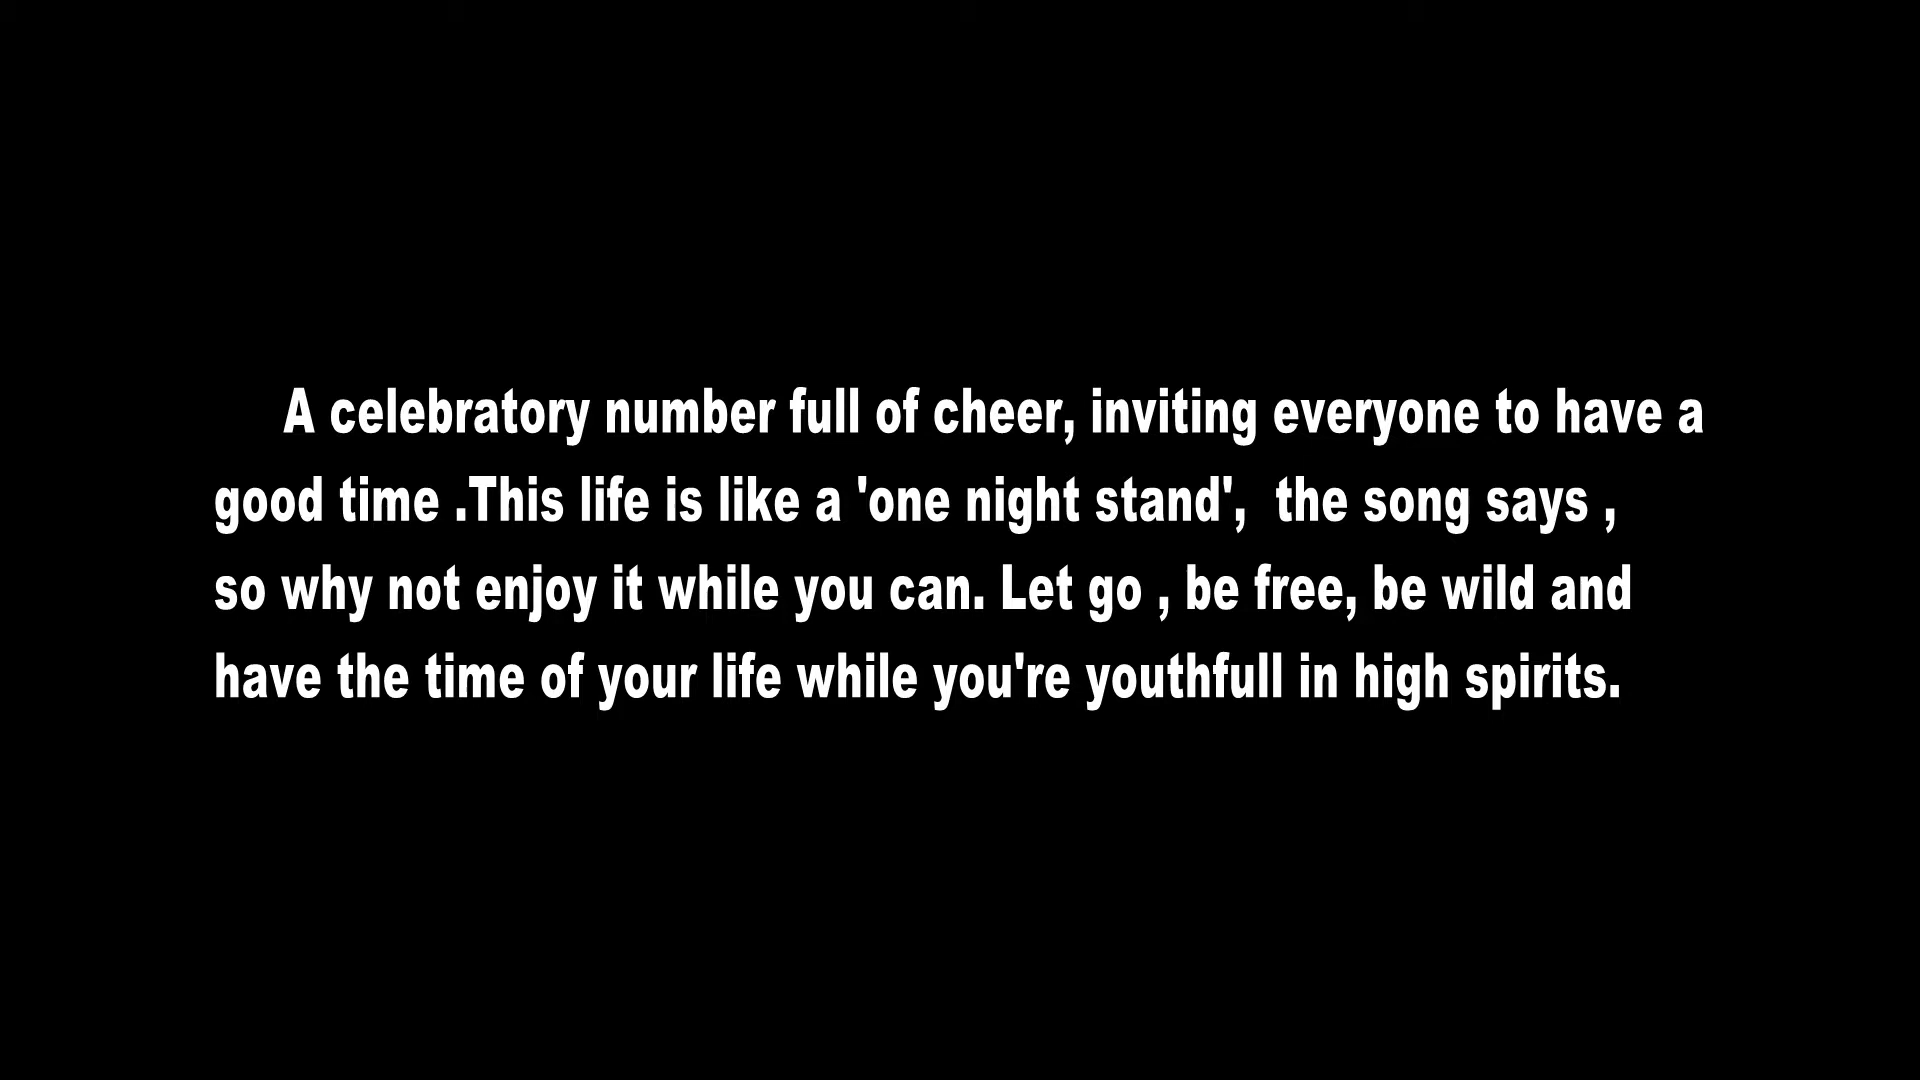 A celebratory number full of cheer, inviting everyone to have a
good time .This life is like a 'one night stand',  the song says ,
so why not enjoy it while you can. Let go , be free, be wild and
have the time of your life while you're youthfull in high spirits.